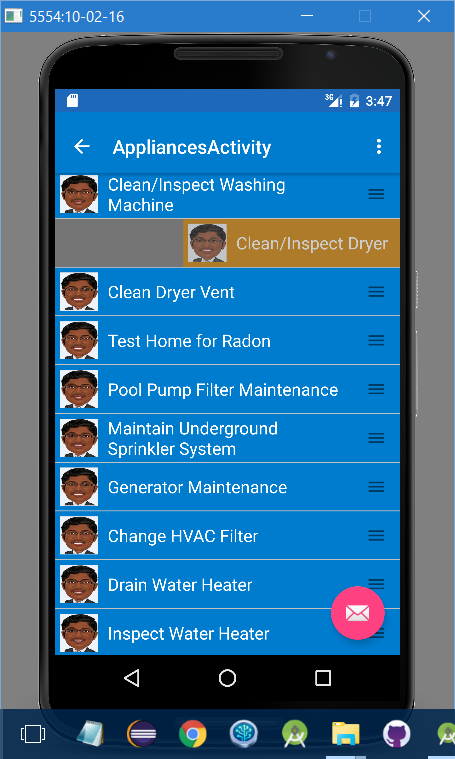 5554:10-02-16
3G 3:47
AppliancesActivity
Clean/Inspect Washing
Machine
Clean/Inspect Dryer
Clean Dryer Vent
Test Home for Radon
Pool Pump Filter Maintenance
Maintain Underground
Sprinkler System
Generator Maintenance
Change HVAC Filter
Drain Water Heater
Inspect Water Heater